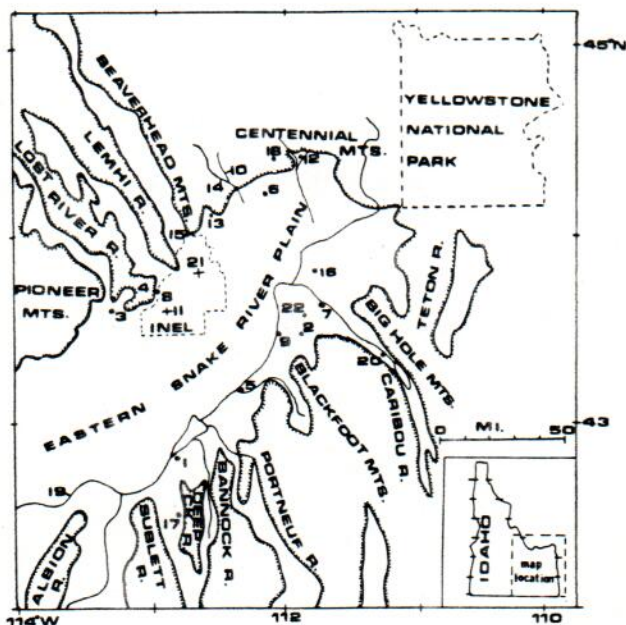 45°N
YELLOWSTONE
NATIONAL
PARK
BEAVERHEAD MTS.
LEMHI R.
LOST RIVER R.
PIONEER
MTS.
CENTENNIAL
MTS.
18
12
10
14
6
13
15
21
4
8
11
3
INEL
EASTERN SNAKE RIVER PLAIN
16
22
7
2
9
TETON R.
BIG HOLE MTS.
20
CARIBOU R.
BLACKFOOT MTS.
5
43
0 MI. 50
1
19
17
ALBION
R.
SUBLETT
R.
DEEP
CK. R.
BANNOCK R.
PORTNEUF R.
IDAHO
map
location
114°W
112
110